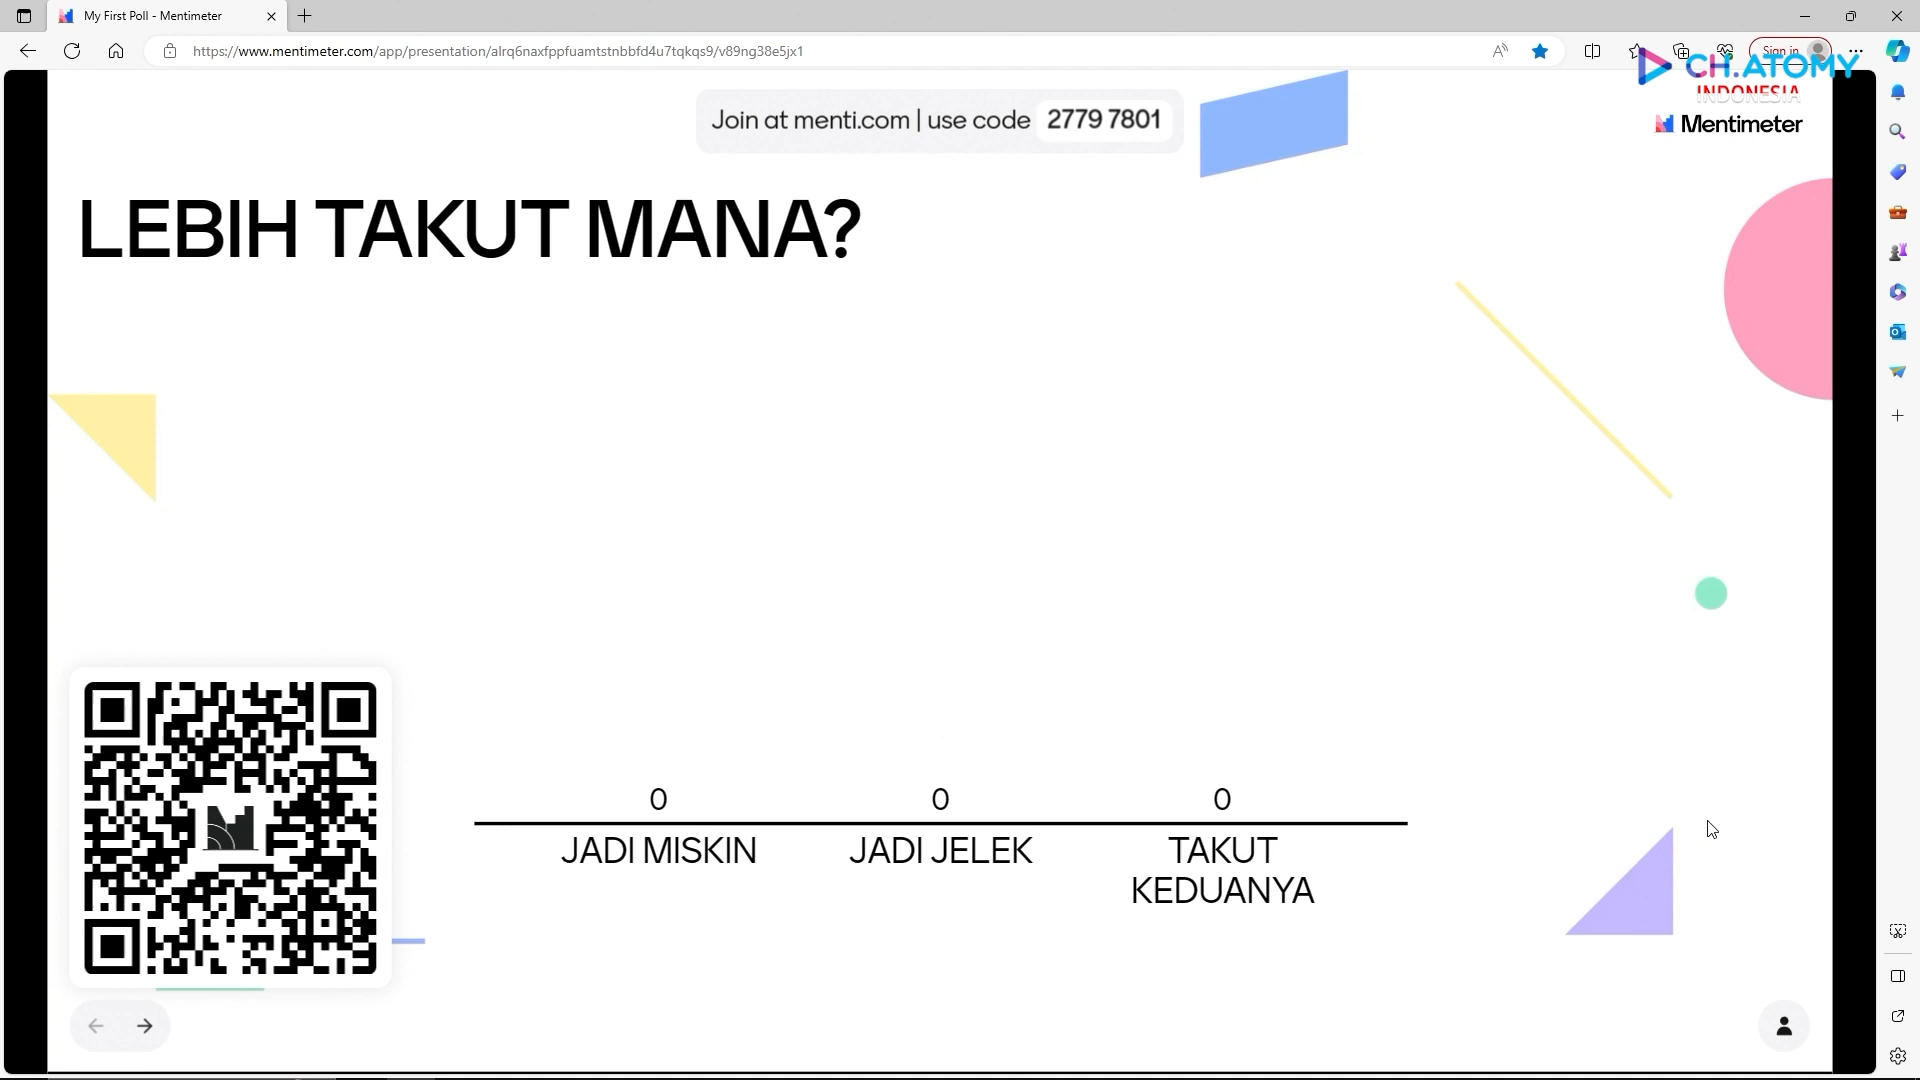 My First Poll - Mentimeter
https://www.mentimeter.com/app/presentation/alrq6naxfppfuamtstnbbfd4u7tqkqs9/v89ng38e5jx1
Sign in
CH.ATOMY
INDONESIA
Join at menti.com | use code 2779 7801
Mentimeter
LEBIH TAKUT MANA?
0
0
0
JADI MISKIN
JADI JELEK
TAKUT
KEDUANYA